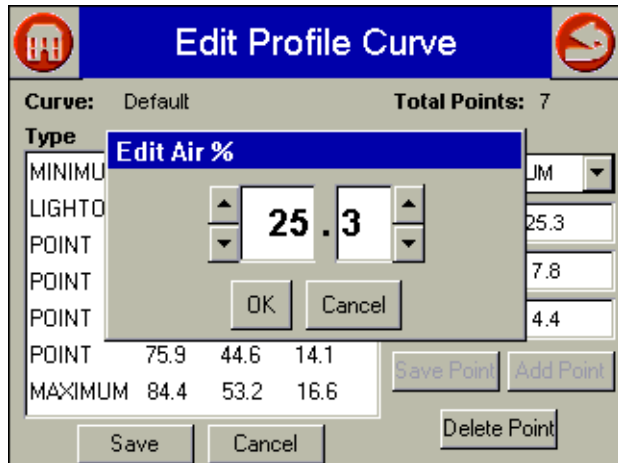 Edit Profile Curve
Curve: Default Total Points: 7
Type
Edit Air %
MINIMU UM
LIGHTO 25.3
25 . 3
POINT
POINT 7.8
OK Cancel
POINT 4.4
POINT 75.9 44.6 14.1
Save Point Add Point
MAXIMUM 84.4 53.2 16.6
Delete Point
Save Cancel